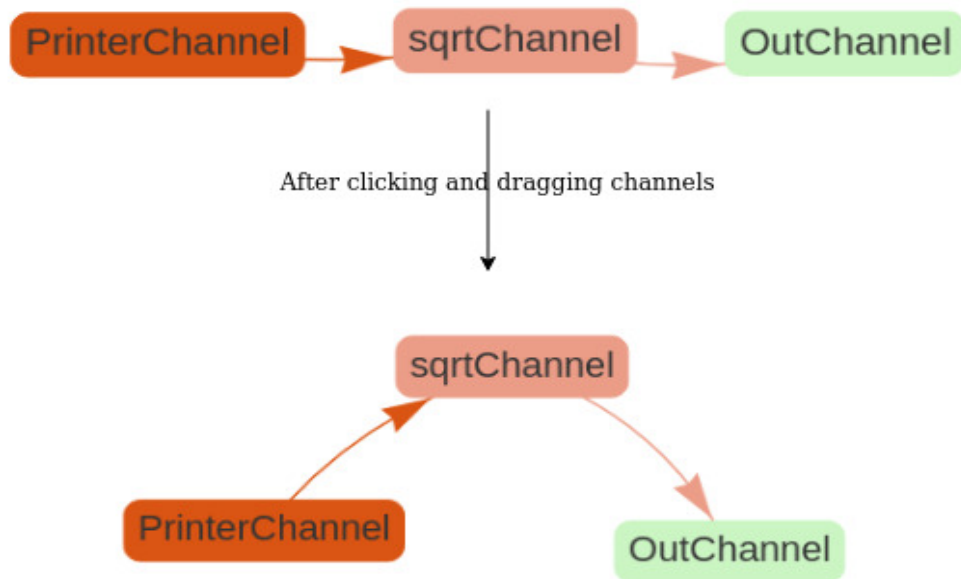 PrinterChannel sqrtChannel OutChannel
After clicking and dragging channels
sqrtChannel
PrinterChannel
OutChannel